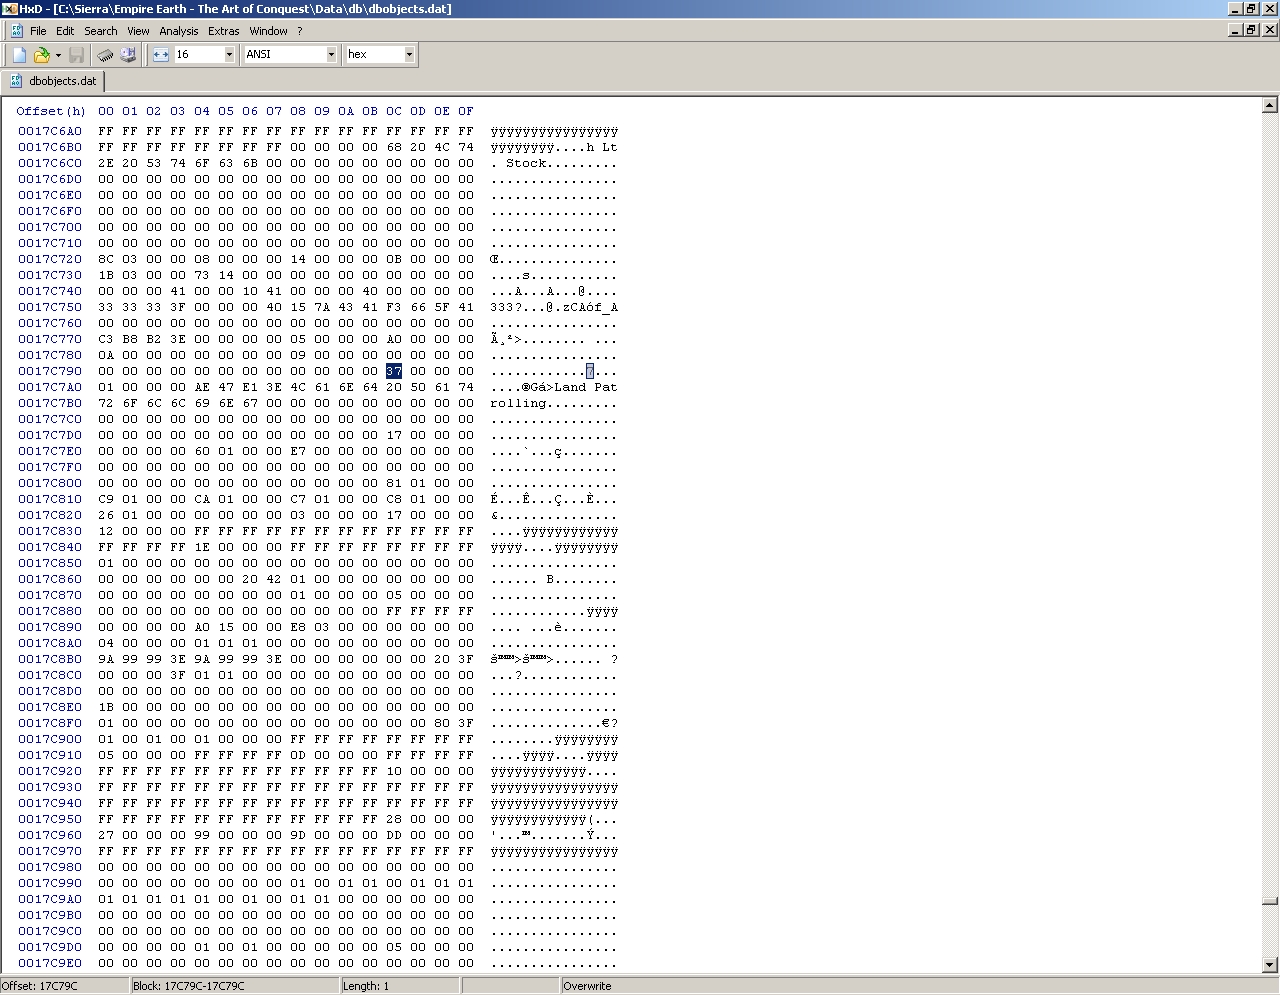 HxD - [C:\Sierra\Empire Earth - The Art of Conquest\Data\db\dbobjects.dat]
File Edit Search View Analysis Extras Window ?
16 ANSI hex
dbobjects.dat
Offset(h) 00 01 02 03 04 05 06 07 08 09 0A 0B 0C 0D 0E 0F
0017C6A0 FF FF FF FF FF FF FF FF FF FF FF FF FF FF FF FF ÿÿÿÿÿÿÿÿÿÿÿÿÿÿÿÿ
0017C6B0 FF FF FF FF FF FF FF FF 00 00 00 00 68 20 4C 74 ÿÿÿÿÿÿÿÿ....h Lt
0017C6C0 2E 20 53 74 6F 63 6B 00 00 00 00 00 00 00 00 00 . Stock.........
0017C6D0 00 00 00 00 00 00 00 00 00 00 00 00 00 00 00 00 ................
0017C6E0 00 00 00 00 00 00 00 00 00 00 00 00 00 00 00 00 ................
0017C6F0 00 00 00 00 00 00 00 00 00 00 00 00 00 00 00 00 ................
0017C700 00 00 00 00 00 00 00 00 00 00 00 00 00 00 00 00 ................
0017C710 00 00 00 00 00 00 00 00 00 00 00 00 00 00 00 00 ................
0017C720 8C 03 00 00 08 00 00 00 14 00 00 00 0B 00 00 00 Œ...............
0017C730 1B 03 00 00 73 14 00 00 00 00 00 00 00 00 00 00 ....s...........
0017C740 00 00 00 41 00 00 10 41 00 00 00 40 00 00 00 00 ...A...A...@....
0017C750 33 33 33 3F 00 00 00 40 15 7A 43 41 F3 66 5F 41 333?...@.zCAóf_A
0017C760 00 00 00 00 00 00 00 00 00 00 00 00 00 00 00 00 ................
0017C770 C3 B8 B2 3E 00 00 00 00 05 00 00 00 A0 00 00 00 Ã¸²>........ ...
0017C780 0A 00 00 00 00 00 00 00 09 00 00 00 00 00 00 00 ................
0017C790 00 00 00 00 00 00 00 00 00 00 00 00 37 00 00 00 ............7...
0017C7A0 01 00 00 00 AE 47 E1 3E 4C 61 6E 64 20 50 61 74 ....®Gá>Land Pat
0017C7B0 72 6F 6C 6C 69 6E 67 00 00 00 00 00 00 00 00 00 rolling.........
0017C7C0 00 00 00 00 00 00 00 00 00 00 00 00 00 00 00 00 ................
0017C7D0 00 00 00 00 00 00 00 00 00 00 00 00 17 00 00 00 ................
0017C7E0 00 00 00 00 60 01 00 00 E7 00 00 00 00 00 00 00 ....`...ç.......
0017C7F0 00 00 00 00 00 00 00 00 00 00 00 00 00 00 00 00 ................
0017C800 00 00 00 00 00 00 00 00 00 00 00 00 81 01 00 00 ................
0017C810 C9 01 00 00 CA 01 00 00 C7 01 00 00 C8 01 00 00 É...Ê...Ç...È...
0017C820 26 01 00 00 00 00 00 00 03 00 00 00 17 00 00 00 &...............
0017C830 12 00 00 00 FF FF FF FF FF FF FF FF FF FF FF FF ....ÿÿÿÿÿÿÿÿÿÿÿÿ
0017C840 FF FF FF FF 1E 00 00 00 FF FF FF FF FF FF FF FF ÿÿÿÿ....ÿÿÿÿÿÿÿÿ
0017C850 01 00 00 00 00 00 00 00 00 00 00 00 00 00 00 00 ................
0017C860 00 00 00 00 00 00 20 42 01 00 00 00 00 00 00 00 ...... B........
0017C870 00 00 00 00 00 00 00 00 01 00 00 00 05 00 00 00 ................
0017C880 00 00 00 00 00 00 00 00 00 00 00 00 FF FF FF FF ............ÿÿÿÿ
0017C890 00 00 00 00 A0 15 00 00 E8 03 00 00 00 00 00 00 .... ...è.......
0017C8A0 04 00 00 00 01 01 01 00 00 00 00 00 00 00 00 00 ................
0017C8B0 9A 99 99 3E 9A 99 99 3E 00 00 00 00 00 00 20 3F š™™>š™™>...... ?
0017C8C0 00 00 00 3F 01 01 00 00 00 00 00 00 00 00 00 00 ...?............
0017C8D0 00 00 00 00 00 00 00 00 00 00 00 00 00 00 00 00 ................
0017C8E0 1B 00 00 00 00 00 00 00 00 00 00 00 00 00 00 00 ................
0017C8F0 01 00 00 00 00 00 00 00 00 00 00 00 00 00 80 3F ..............€?
0017C900 01 00 01 00 01 00 00 00 FF FF FF FF FF FF FF FF ........ÿÿÿÿÿÿÿÿ
0017C910 05 00 00 00 FF FF FF FF 0D 00 00 00 FF FF FF FF ....ÿÿÿÿ....ÿÿÿÿ
0017C920 FF FF FF FF FF FF FF FF FF FF FF FF 10 00 00 00 ÿÿÿÿÿÿÿÿÿÿÿÿ....
0017C930 FF FF FF FF FF FF FF FF FF FF FF FF FF FF FF FF ÿÿÿÿÿÿÿÿÿÿÿÿÿÿÿÿ
0017C940 FF FF FF FF FF FF FF FF FF FF FF FF FF FF FF FF ÿÿÿÿÿÿÿÿÿÿÿÿÿÿÿÿ
0017C950 FF FF FF FF FF FF FF FF FF FF FF FF 28 00 00 00 ÿÿÿÿÿÿÿÿÿÿÿÿ(...
0017C960 27 00 00 00 99 00 00 00 9D 00 00 00 DD 00 00 00 '...™.......Ý...
0017C970 FF FF FF FF FF FF FF FF FF FF FF FF FF FF FF FF ÿÿÿÿÿÿÿÿÿÿÿÿÿÿÿÿ
0017C980 00 00 00 00 00 00 00 00 00 00 00 00 00 00 00 00 ................
0017C990 00 00 00 00 00 00 00 00 01 00 01 01 00 01 01 01 ................
0017C9A0 01 01 01 01 01 00 01 00 01 01 00 00 00 00 00 00 ................
0017C9B0 00 00 00 00 00 00 00 00 00 00 00 00 00 00 00 00 ................
0017C9C0 00 00 00 00 00 00 00 00 00 00 00 00 00 00 00 00 ................
0017C9D0 00 00 00 00 01 00 01 00 00 00 00 00 05 00 00 00 ................
0017C9E0 00 00 00 00 00 00 00 00 00 00 00 00 00 00 00 00 ................
Offset: 17C79C Block: 17C79C-17C79C Length: 1 Overwrite